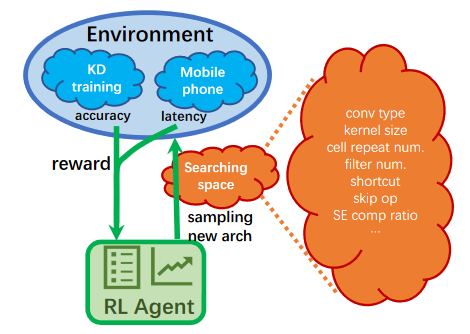 Environment
KD
training
Mobile
phone
accuracy
latency
reward
Searching
space
sampling
new arch
RL Agent
conv type
kernel size
cell repeat num.
filter num.
shortcut
skip op
SE comp ratio
...